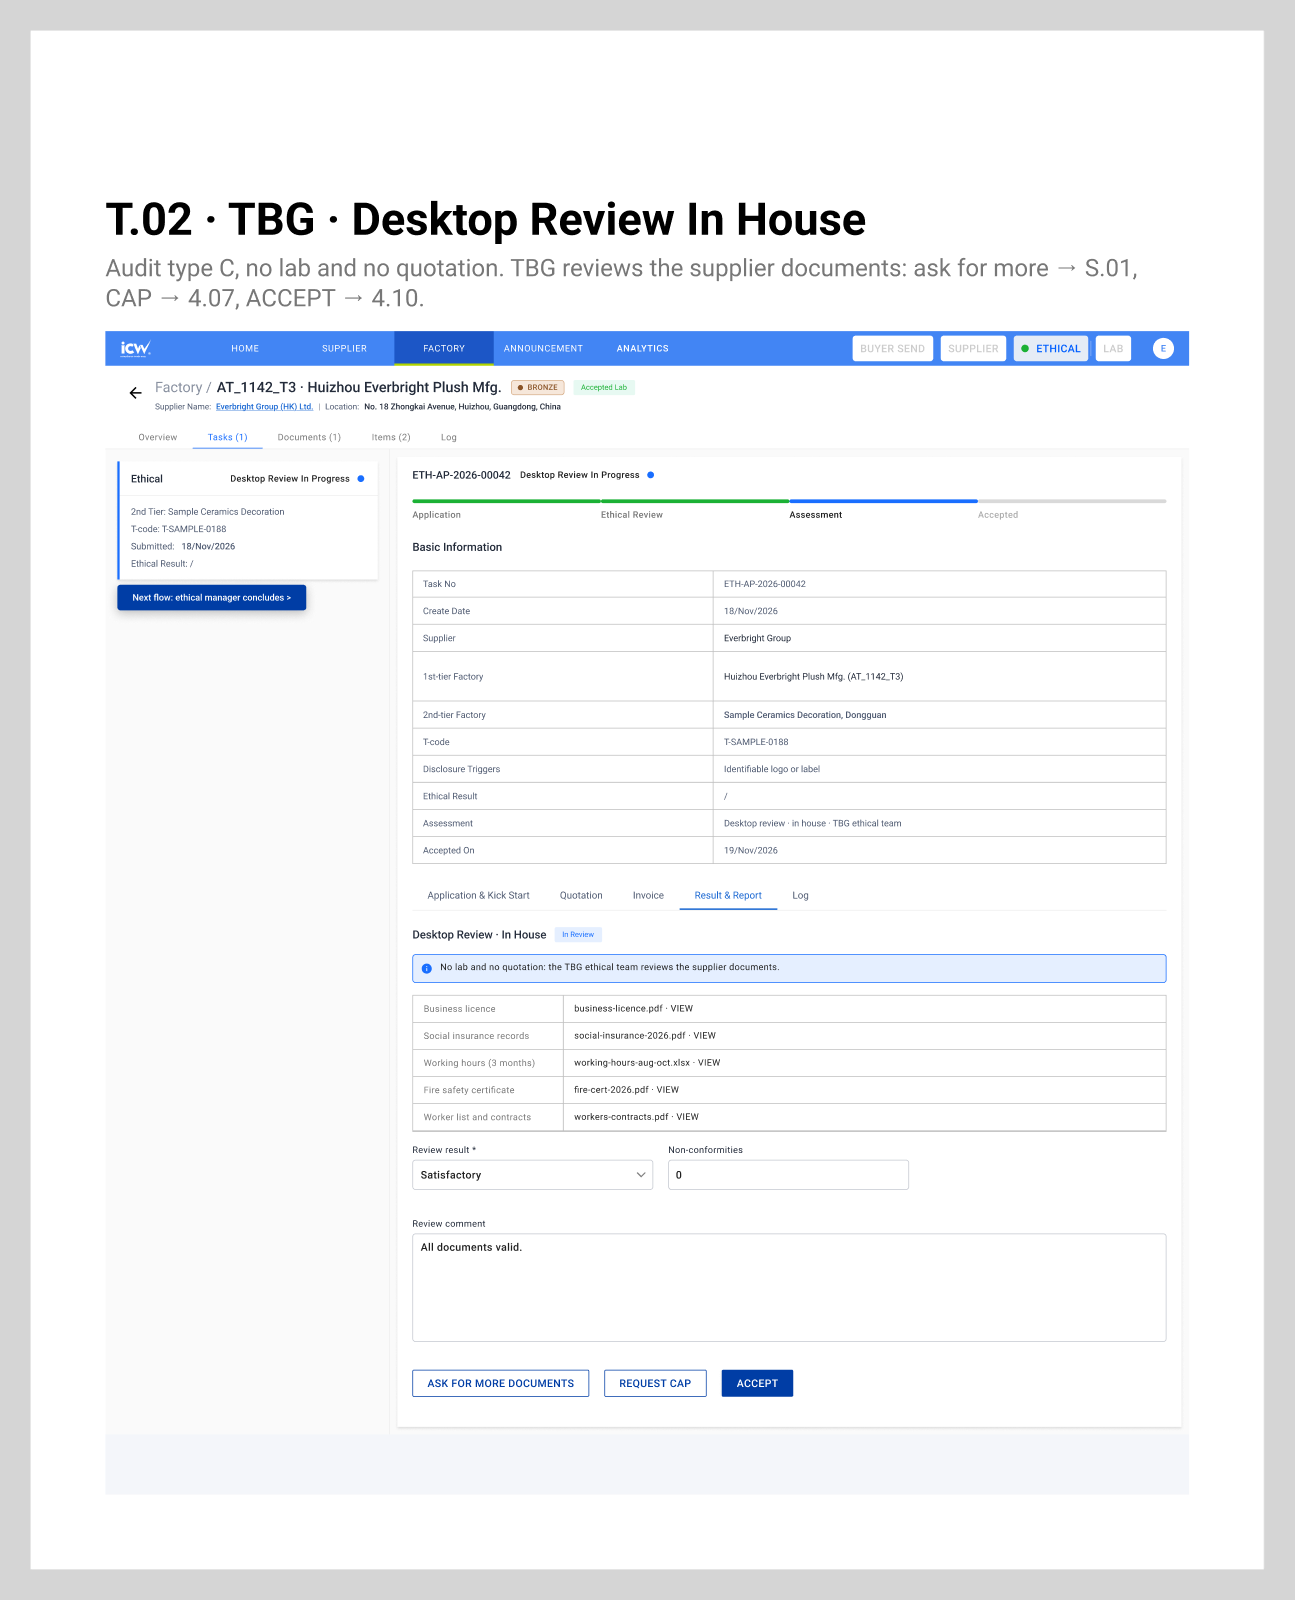 T.02 · TBG · Desktop Review In House
Audit type C, no lab and no quotation. TBG reviews the supplier documents: ask for more → S.01,
CAP → 4.07, ACCEPT → 4.10.
icw HOME SUPPLIER FACTORY ANNOUNCEMENT ANALYTICS BUYER SEND SUPPLIER ETHICAL LAB E
Factory / AT_1142_T3 · Huizhou Everbright Plush Mfg. BRONZE Accepted Lab
Supplier Name: Everbright Group (HK) Ltd. | Location: No. 18 Zhongkai Avenue, Huizhou, Guangdong, China
Overview Tasks (1) Documents (1) Items (2) Log
Ethical Desktop Review In Progress
2nd Tier: Sample Ceramics Decoration
T-code: T-SAMPLE-0188
Submitted: 18/Nov/2026
Ethical Result: /
Next flow: ethical manager concludes >
ETH-AP-2026-00042 Desktop Review In Progress
Application Ethical Review Assessment Accepted
Basic Information
Task No ETH-AP-2026-00042
Create Date 18/Nov/2026
Supplier Everbright Group
1st-tier Factory Huizhou Everbright Plush Mfg. (AT_1142_T3)
2nd-tier Factory Sample Ceramics Decoration, Dongguan
T-code T-SAMPLE-0188
Disclosure Triggers Identifiable logo or label
Ethical Result /
Assessment Desktop review · in house · TBG ethical team
Accepted On 19/Nov/2026
Application & Kick Start Quotation Invoice Result & Report Log
Desktop Review · In House In Review
No lab and no quotation: the TBG ethical team reviews the supplier documents.
Business licence business-licence.pdf · VIEW
Social insurance records social-insurance-2026.pdf · VIEW
Working hours (3 months) working-hours-aug-oct.xlsx · VIEW
Fire safety certificate fire-cert-2026.pdf · VIEW
Worker list and contracts workers-contracts.pdf · VIEW
Review result * Non-conformities
Satisfactory 0
Review comment
All documents valid.
ASK FOR MORE DOCUMENTS REQUEST CAP ACCEPT